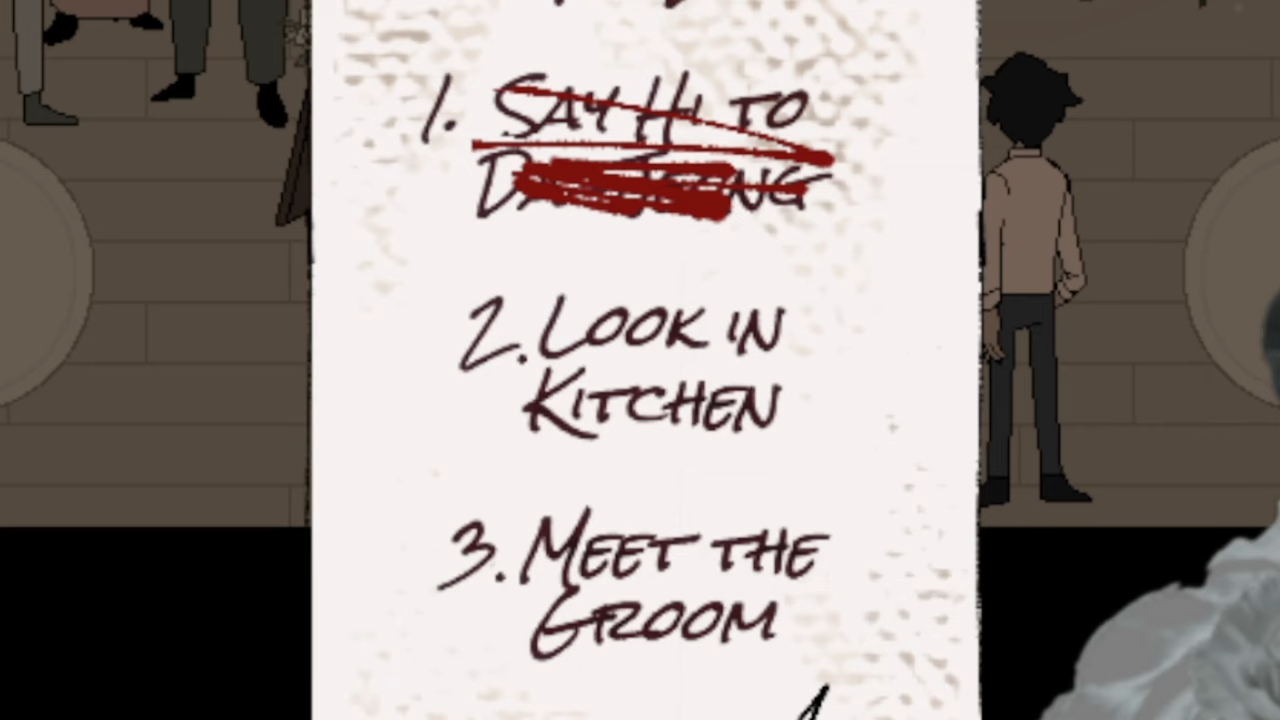 1. SAY HI TO
2. LOOK IN
KITCHEN
3. MEET THE
GROOM